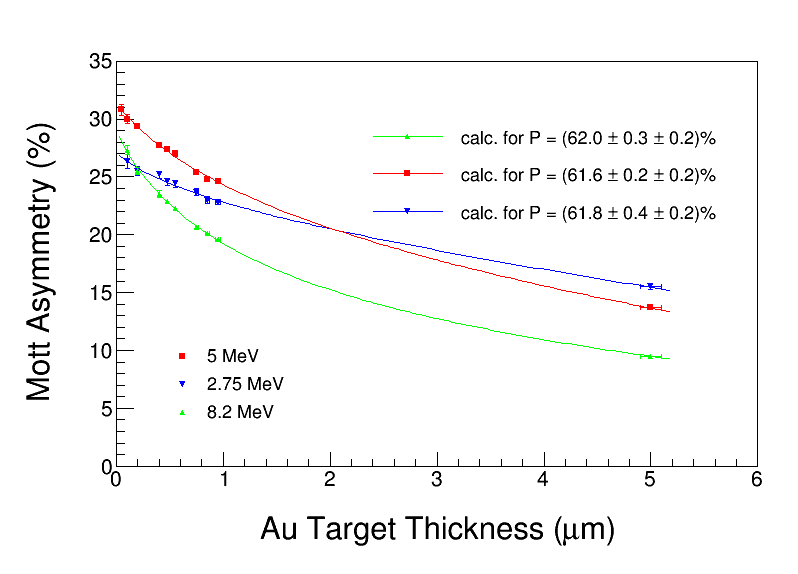 35
30
25
20
15
10
5
0
Mott Asymmetry (%)
calc. for P = (62.0 ± 0.3 ± 0.2)%
calc. for P = (61.6 ± 0.2 ± 0.2)%
calc. for P = (61.8 ± 0.4 ± 0.2)%
5 MeV
2.75 MeV
8.2 MeV
0 1 2 3 4 5 6
Au Target Thickness (μm)